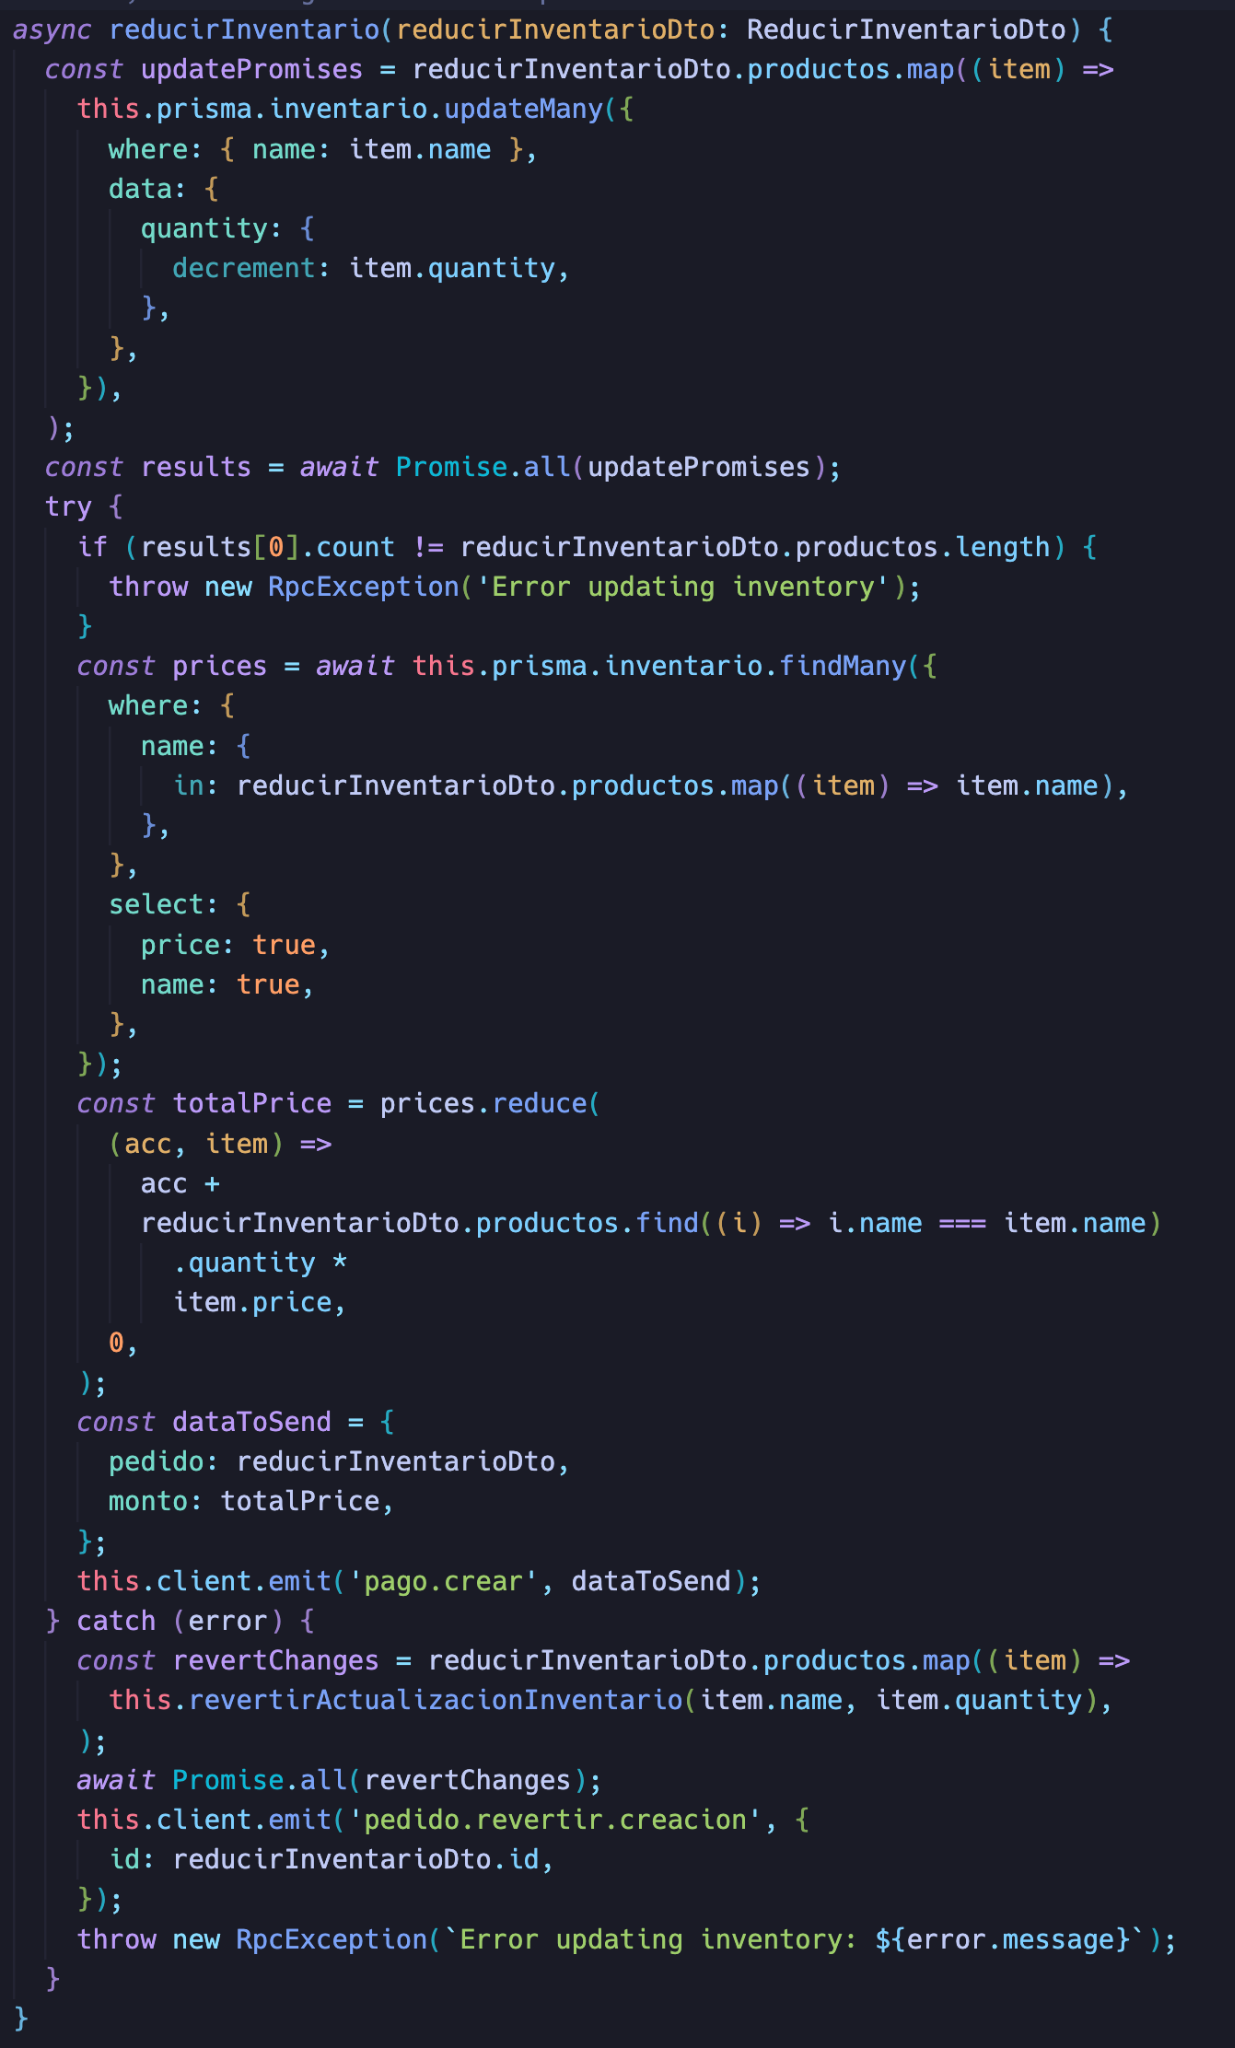 async reducirInventario(reducirInventarioDto: ReducirInventarioDto) {
  const updatePromises = reducirInventarioDto.productos.map((item) =>
    this.prisma.inventario.updateMany({
      where: { name: item.name },
      data: {
        quantity: {
          decrement: item.quantity,
        },
      },
    }),
  );
  const results = await Promise.all(updatePromises);
  try {
    if (results[0].count != reducirInventarioDto.productos.length) {
      throw new RpcException('Error updating inventory');
    }
    const prices = await this.prisma.inventario.findMany({
      where: {
        name: {
          in: reducirInventarioDto.productos.map((item) => item.name),
        },
      },
      select: {
        price: true,
        name: true,
      },
    });
    const totalPrice = prices.reduce(
      (acc, item) =>
        acc +
        reducirInventarioDto.productos.find((i) => i.name === item.name)
          .quantity *
          item.price,
      0,
    );
    const dataToSend = {
      pedido: reducirInventarioDto,
      monto: totalPrice,
    };
    this.client.emit('pago.crear', dataToSend);
  } catch (error) {
    const revertChanges = reducirInventarioDto.productos.map((item) =>
      this.revertirActualizacionInventario(item.name, item.quantity),
    );
    await Promise.all(revertChanges);
    this.client.emit('pedido.revertir.creacion', {
      id: reducirInventarioDto.id,
    });
    throw new RpcException(`Error updating inventory: ${error.message}`);
  }
}